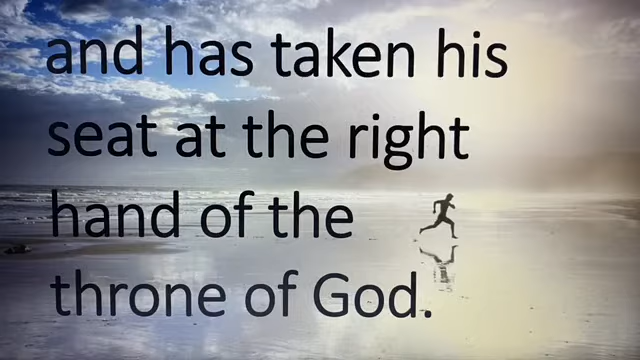 and has taken his
seat at the right
hand of the
throne of God.